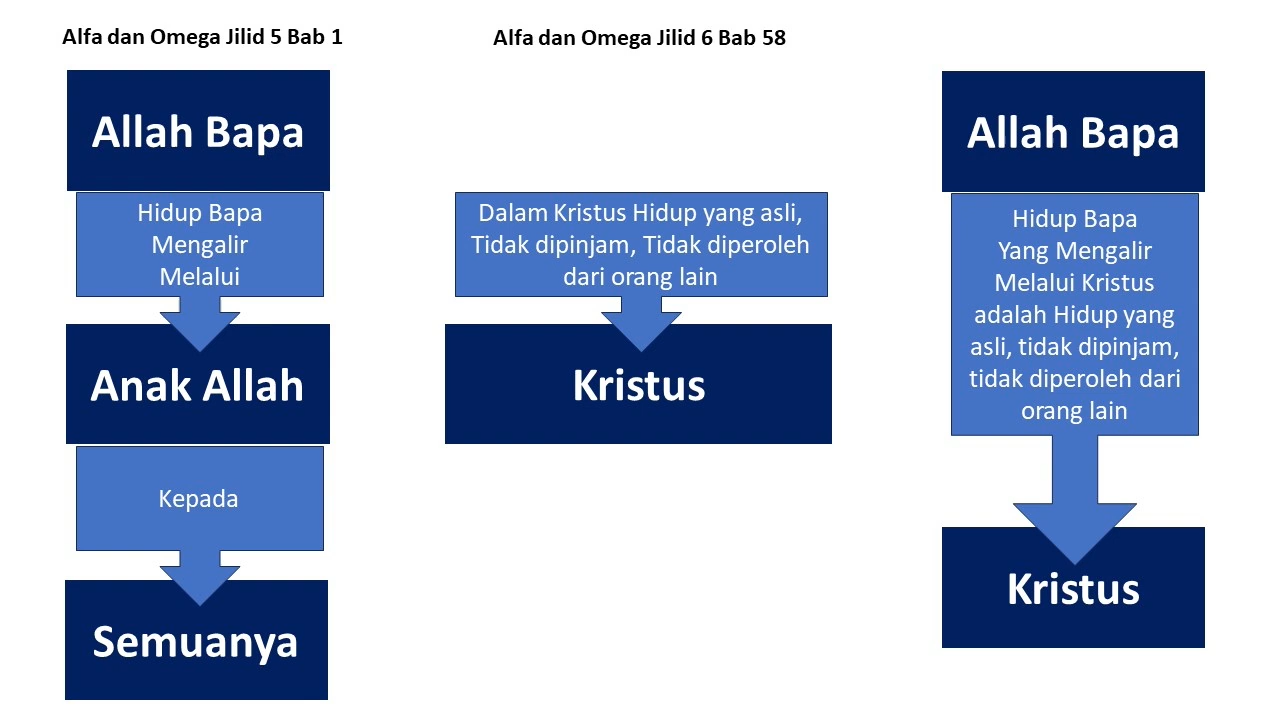 Alfa dan Omega Jilid 5 Bab 1
Allah Bapa
Hidup Bapa
Mengalir
Melalui
Anak Allah
Kepada
Semuanya
Alfa dan Omega Jilid 6 Bab 58
Dalam Kristus Hidup yang asli,
Tidak dipinjam, Tidak diperoleh
dari orang lain
Kristus
Allah Bapa
Hidup Bapa
Yang Mengalir
Melalui Kristus
adalah Hidup yang
asli, tidak dipinjam,
tidak diperoleh dari
orang lain
Kristus